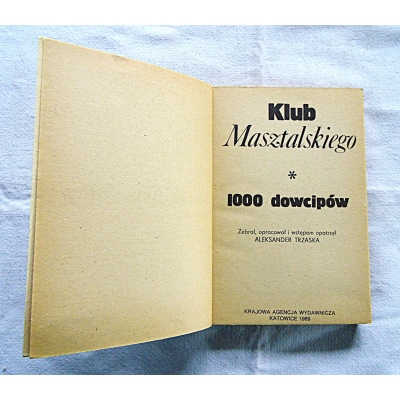 Klub
Masztalskiego
*
1000 dowcipów
Zebrał, opracował i wstępem opatrzył
ALEKSANDER TRZASKA
KRAJOWA AGENCJA WYDAWNICZA
KATOWICE 1989